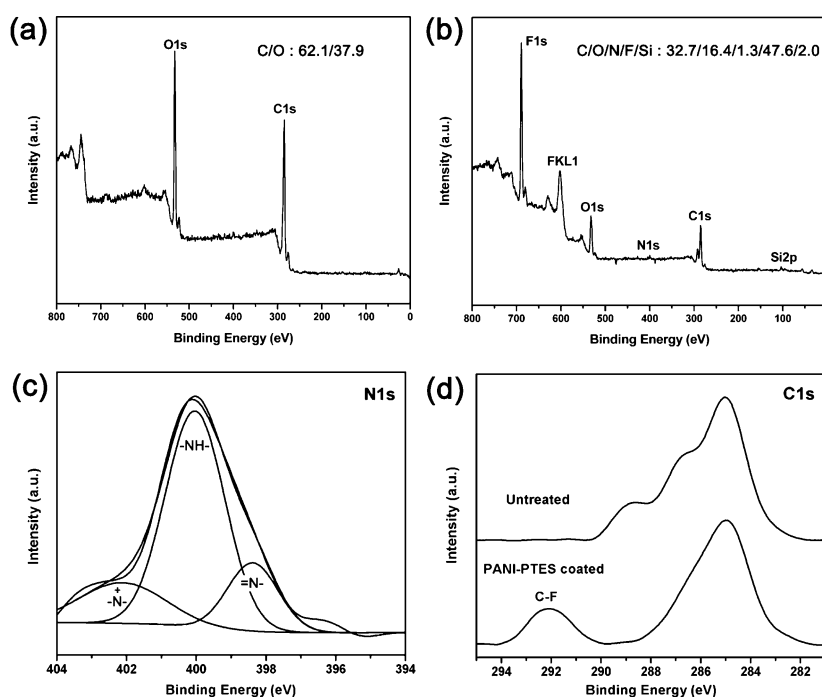 (a)
C/O : 62.1/37.9
O1s
C1s
Intensity (a.u.)
800 700 600 500 400 300 200 100 0
Binding Energy (eV)
(b)
C/O/N/F/Si : 32.7/16.4/1.3/47.6/2.0
F1s
FKL1
O1s
N1s
C1s
Si2p
Intensity (a.u.)
800 700 600 500 400 300 200 100 0
Binding Energy (eV)
(c)
N1s
-NH-
+
-N-
=N-
Intensity (a.u.)
404 402 400 398 396 394
Binding Energy (eV)
(d)
C1s
Untreated
PANI-PTES coated
C-F
Intensity (a.u.)
294 292 290 288 286 284 282
Binding Energy (eV)